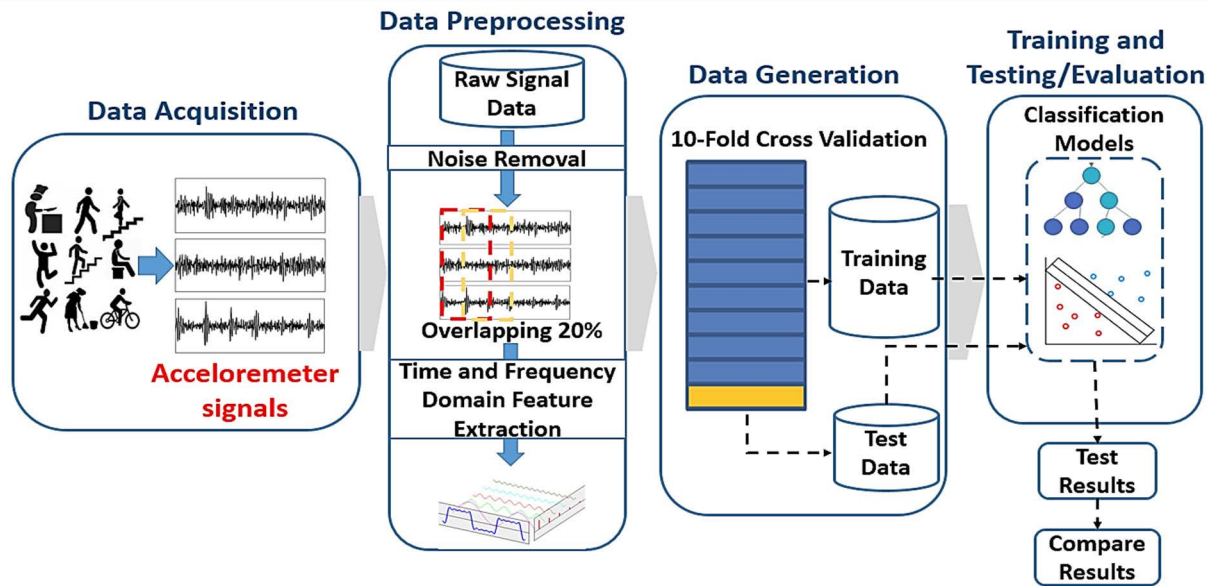 Data Acquisition
Acceloremeter
signals
Data Preprocessing
Raw Signal
Data
Noise Removal
Overlapping 20%
Time and Frequency
Domain Feature
Extraction
Data Generation
10-Fold Cross Validation
Training
Data
Test
Data
Training and
Testing/Evaluation
Classification
Models
Test
Results
Compare
Results